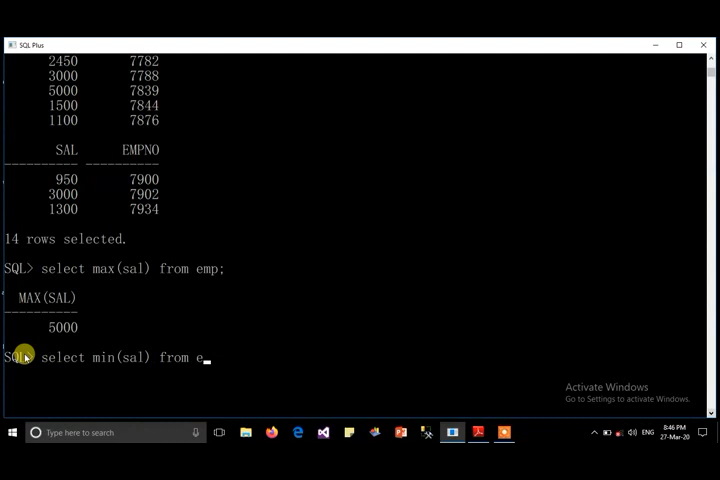 SQL Plus
2450 7782
3000 7788
5000 7839
1500 7844
1100 7876
SAL EMPNO
---------- ----------
950 7900
3000 7902
1300 7934
14 rows selected.
SQL> select max(sal) from emp;
MAX(SAL)
----------
5000
SQL> select min(sal) from e
Activate Windows
Go to Settings to activate Windows.
Type here to search
ENG
8:46 PM
27-Mar-20